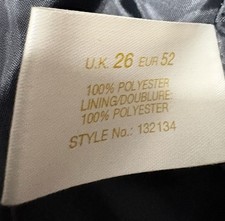 U.K. 26 EUR 52
100% POLYESTER
LINING/DOUBLURE:
100% POLYESTER
STYLE No.: 132134